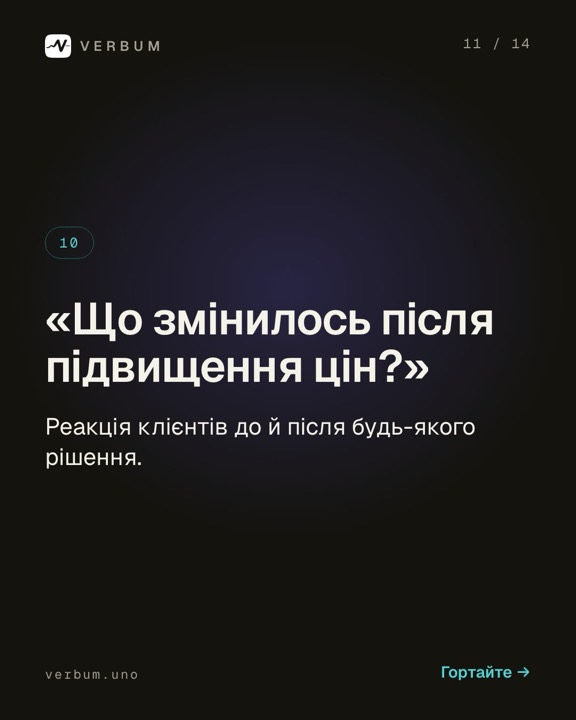 VERBUM
11 / 14
10
«Що змінилось після
підвищення цін?»
Реакція клієнтів до й після будь-якого
рішення.
verbum.uno
Гортайте →